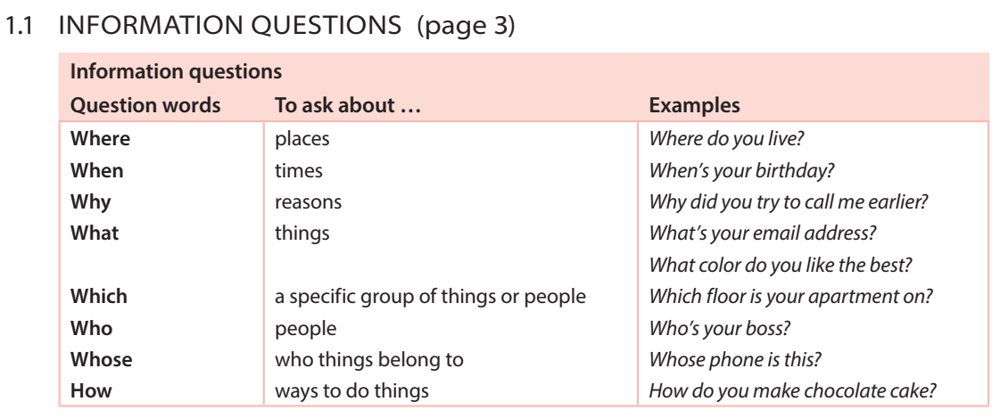 1.1 INFORMATION QUESTIONS (page 3)
Information questions
Question words To ask about … Examples
Where places Where do you live?
When times When's your birthday?
Why reasons Why did you try to call me earlier?
What things What's your email address?
What color do you like the best?
Which a specific group of things or people Which floor is your apartment on?
Who people Who's your boss?
Whose who things belong to Whose phone is this?
How ways to do things How do you make chocolate cake?